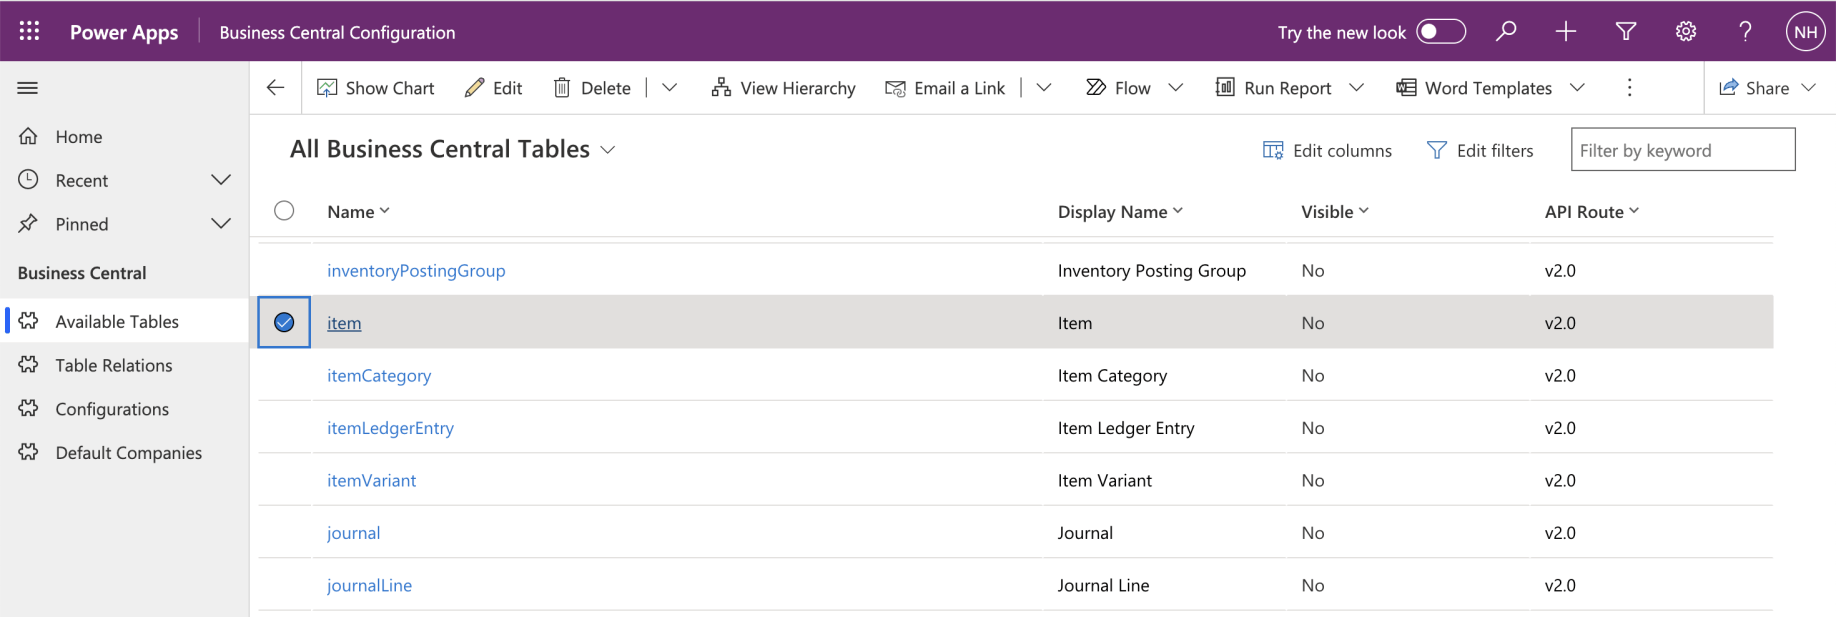 Power Apps Business Central Configuration Try the new look ? NH
Show Chart Edit Delete View Hierarchy Email a Link Flow Run Report Word Templates Share
Home
Recent
Pinned
Business Central
Available Tables
Table Relations
Configurations
Default Companies
All Business Central Tables Edit columns Edit filters Filter by keyword
Name Display Name Visible API Route
inventoryPostingGroup Inventory Posting Group No v2.0
item Item No v2.0
itemCategory Item Category No v2.0
itemLedgerEntry Item Ledger Entry No v2.0
itemVariant Item Variant No v2.0
journal Journal No v2.0
journalLine Journal Line No v2.0